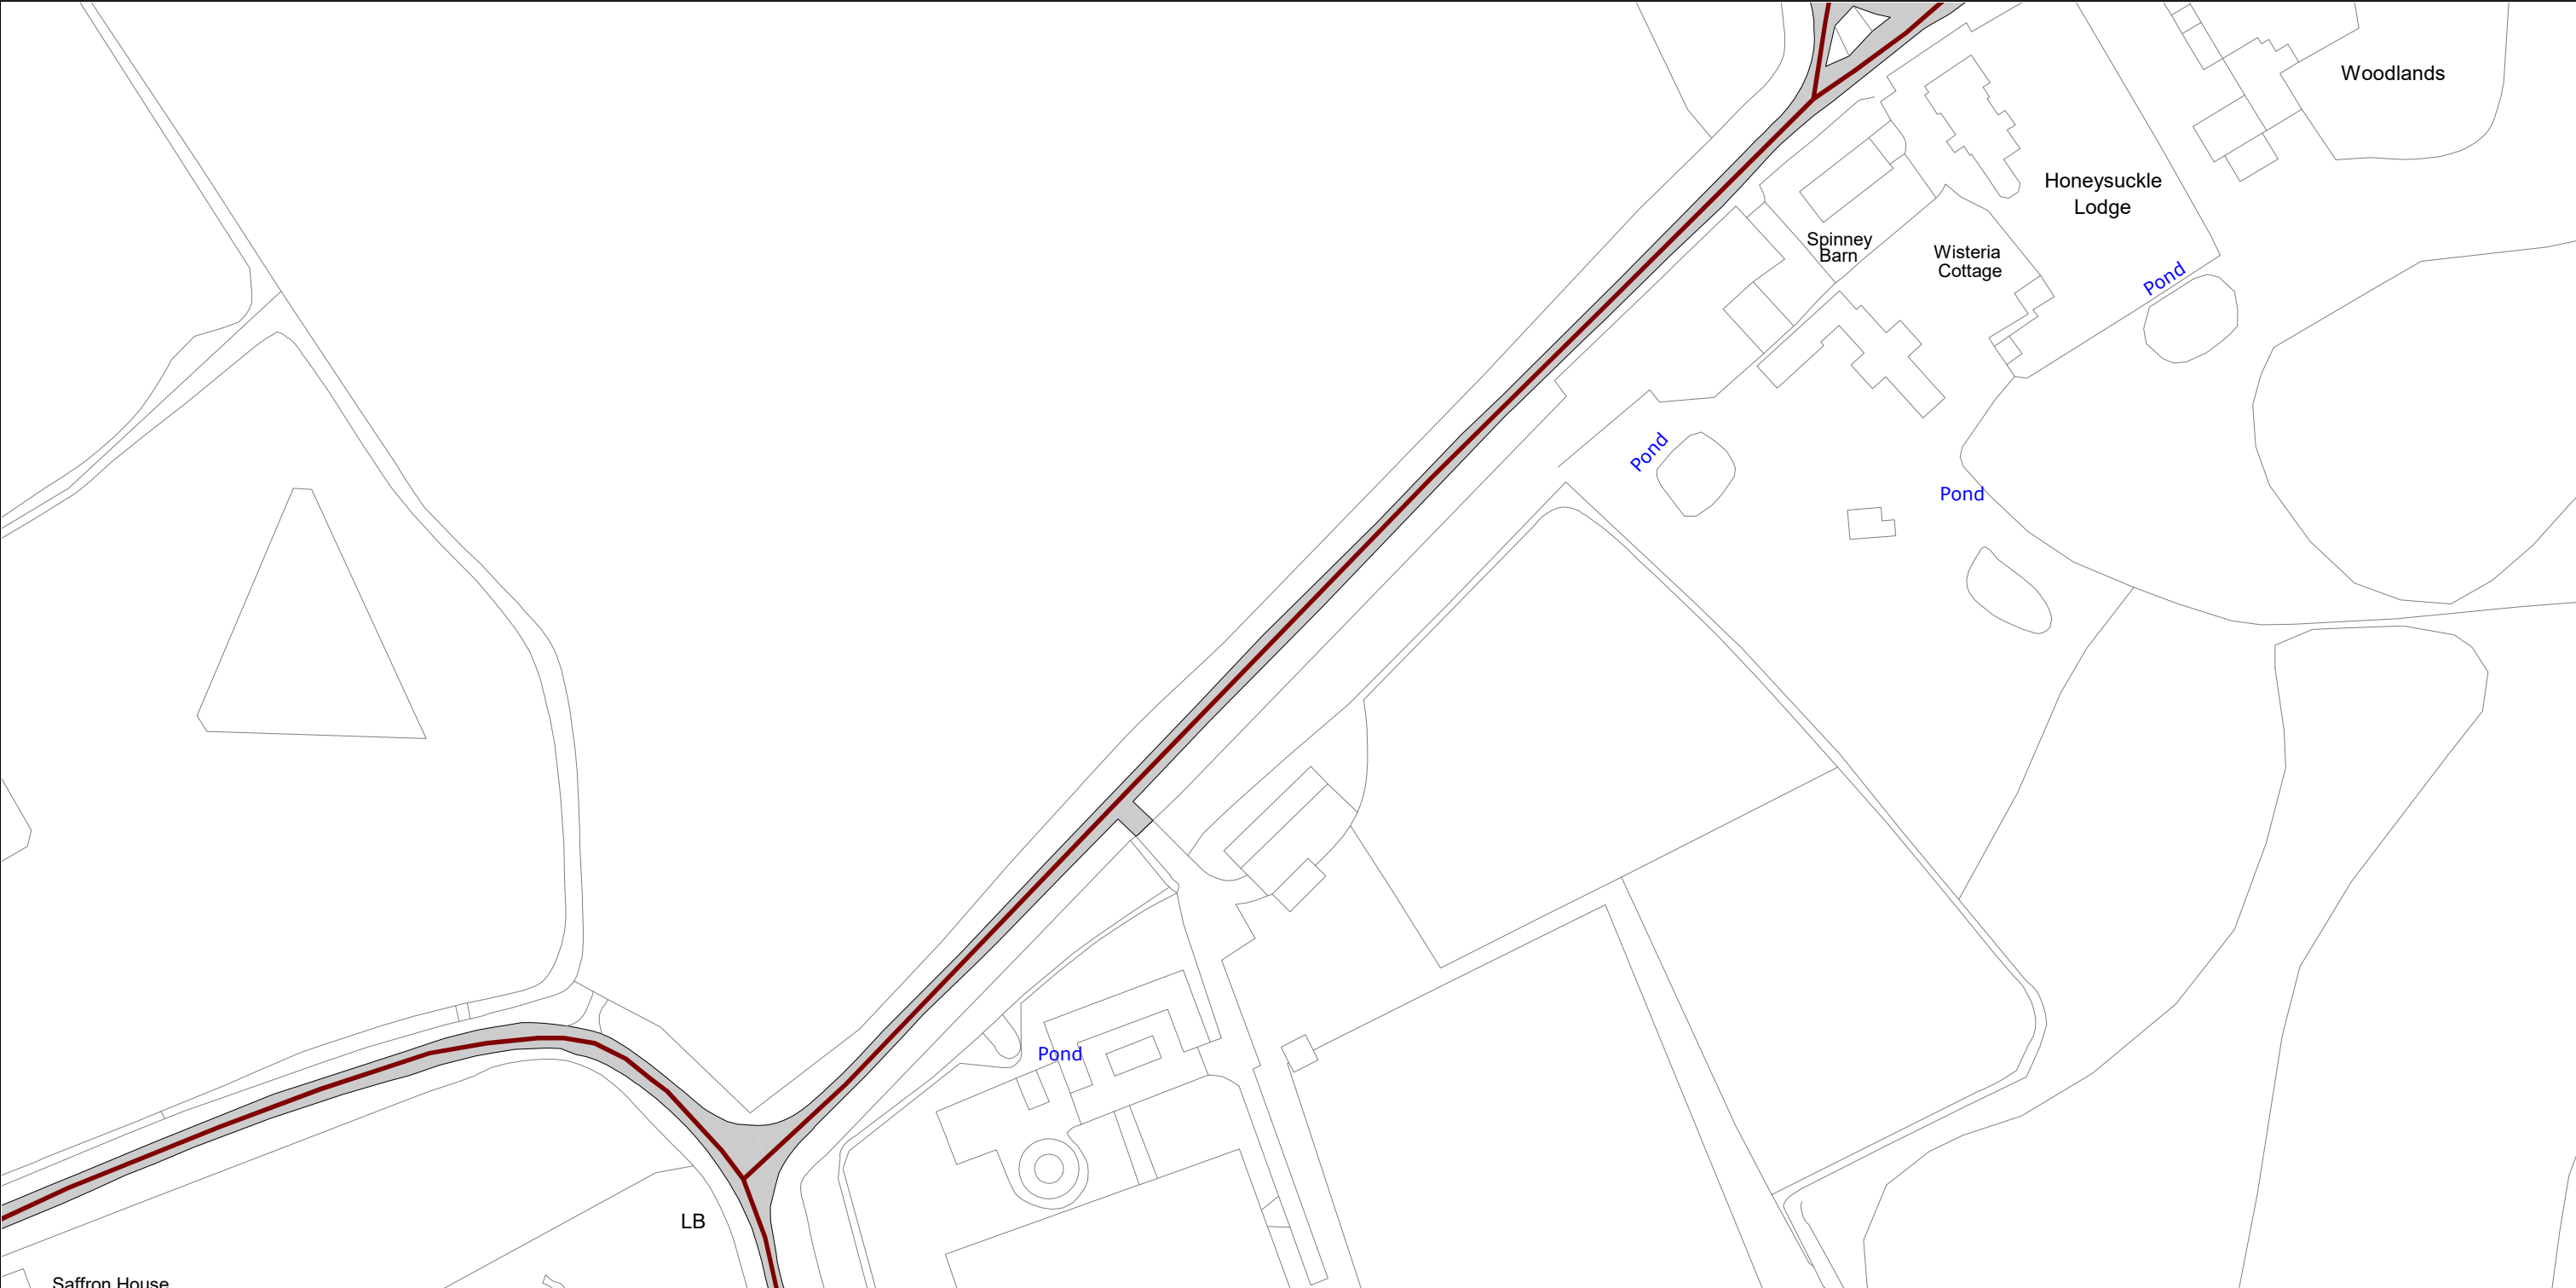 Woodlands
Honeysuckle
Lodge
Spinney
Barn
Wisteria
Cottage
Pond
Pond
Pond
Pond
LB
Saffron House